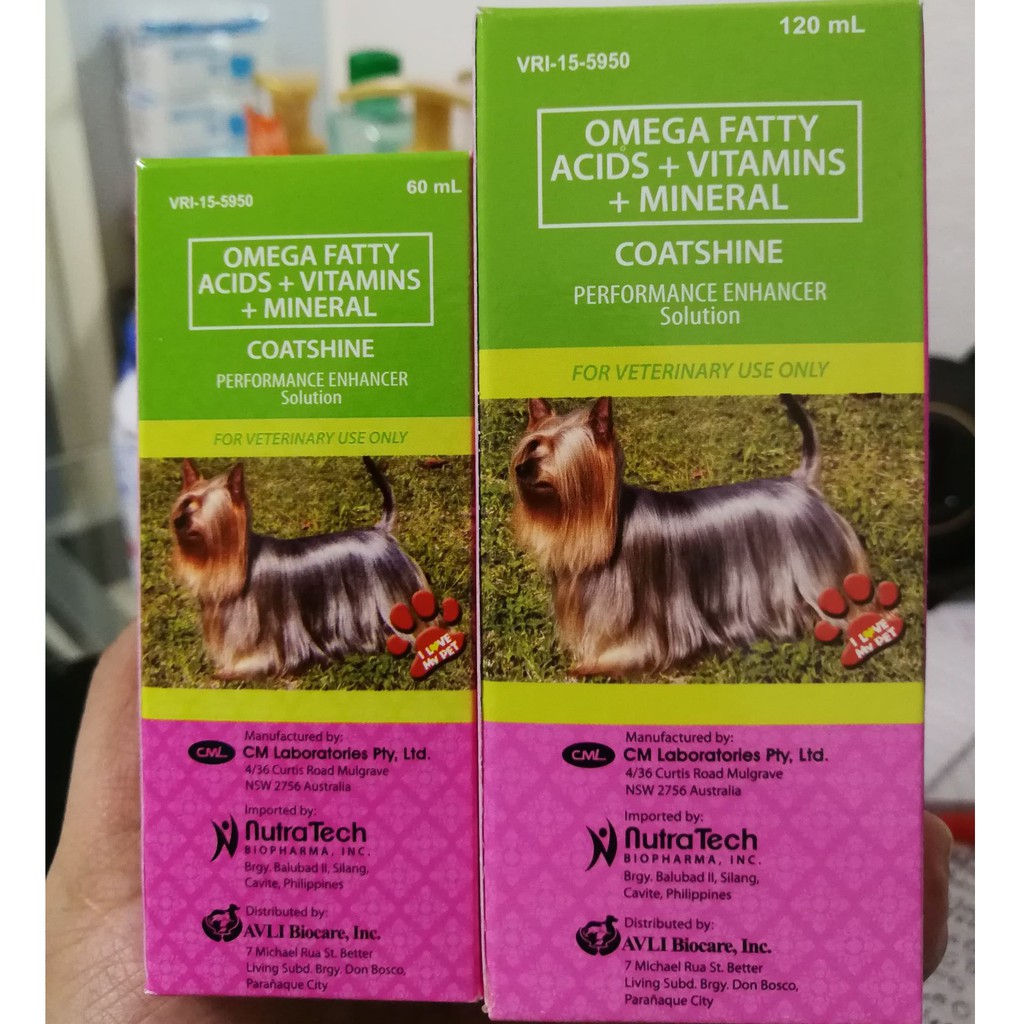 VRI-15-5950
60 mL
OMEGA FATTY
ACIDS + VITAMINS
+ MINERAL
COATSHINE
PERFORMANCE ENHANCER
Solution
FOR VETERINARY USE ONLY
I LOVE
MY PET
Manufactured by:
CML CM Laboratories Pty, Ltd.
4/36 Curtis Road Mulgrave
NSW 2756 Australia
Imported by:
NutraTech
BIOPHARMA, INC.
Brgy. Balubad II, Silang,
Cavite, Philippines
Distributed by:
AVLI Biocare, Inc.
7 Michael Rua St. Better
Living Subd. Brgy. Don Bosco,
Parañaque City
120 mL
VRI-15-5950
OMEGA FATTY
ACIDS + VITAMINS
+ MINERAL
COATSHINE
PERFORMANCE ENHANCER
Solution
FOR VETERINARY USE ONLY
I LOVE
MY PET
Manufactured by:
CML CM Laboratories Pty, Ltd.
4/36 Curtis Road Mulgrave
NSW 2756 Australia
Imported by:
NutraTech
BIOPHARMA, INC.
Brgy. Balubad II, Silang,
Cavite, Philippines
Distributed by:
AVLI Biocare, Inc.
7 Michael Rua St. Better
Living Subd. Brgy. Don Bosco,
Parañaque City